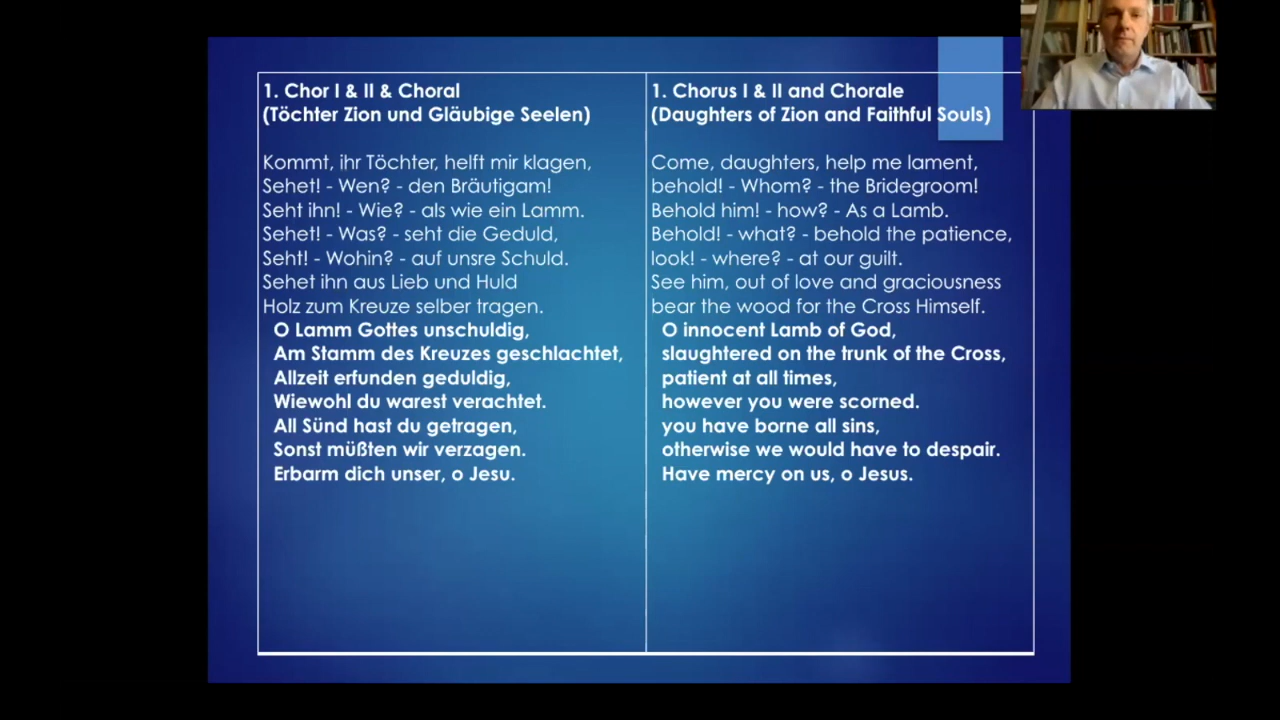 1. Chor I & II & Choral
(Töchter Zion und Gläubige Seelen)
Kommt, ihr Töchter, helft mir klagen,
Sehet! - Wen? - den Bräutigam!
Seht ihn! - Wie? - als wie ein Lamm.
Sehet! - Was? - seht die Geduld,
Seht! - Wohin? - auf unsre Schuld.
Sehet ihn aus Lieb und Huld
Holz zum Kreuze selber tragen.
O Lamm Gottes unschuldig,
Am Stamm des Kreuzes geschlachtet,
Allzeit erfunden geduldig,
Wiewohl du warest verachtet.
All Sünd hast du getragen,
Sonst müßten wir verzagen.
Erbarm dich unser, o Jesu.
1. Chorus I & II and Chorale
(Daughters of Zion and Faithful Souls)
Come, daughters, help me lament,
behold! - Whom? - the Bridegroom!
Behold him! - how? - As a Lamb.
Behold! - what? - behold the patience,
look! - where? - at our guilt.
See him, out of love and graciousness
bear the wood for the Cross Himself.
O innocent Lamb of God,
slaughtered on the trunk of the Cross,
patient at all times,
however you were scorned.
you have borne all sins,
otherwise we would have to despair.
Have mercy on us, o Jesus.